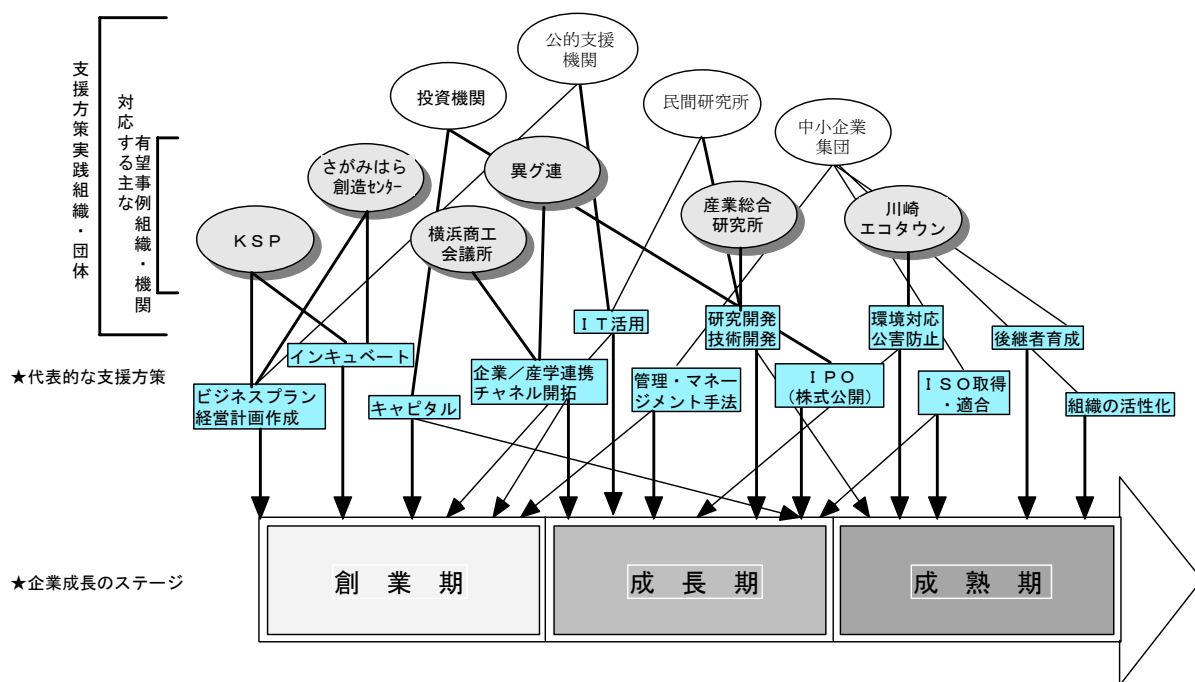 支援方策実践組織・団体
対応する主な
有望事例組織・機関
公的支援
機関
投資機関
民間研究所
中小企業
集団
さがみはら
創造ｾﾝﾀｰ
異グ連
産業総合
研究所
川崎
エコタウン
ＫＳＰ
横浜商工
会議所
★代表的な支援方策
ＩＴ活用
研究開発
技術開発
環境対応
公害防止
後継者育成
インキュベート
企業／産学連携
チャネル開拓
管理・マネー
ジメント手法
ＩＰＯ
（株式公開）
ＩＳＯ取得
・適合
ビジネスプラン
経営計画作成
キャピタル
組織の活性化
★企業成長のステージ
創　業　期
成　長　期
成　熟　期